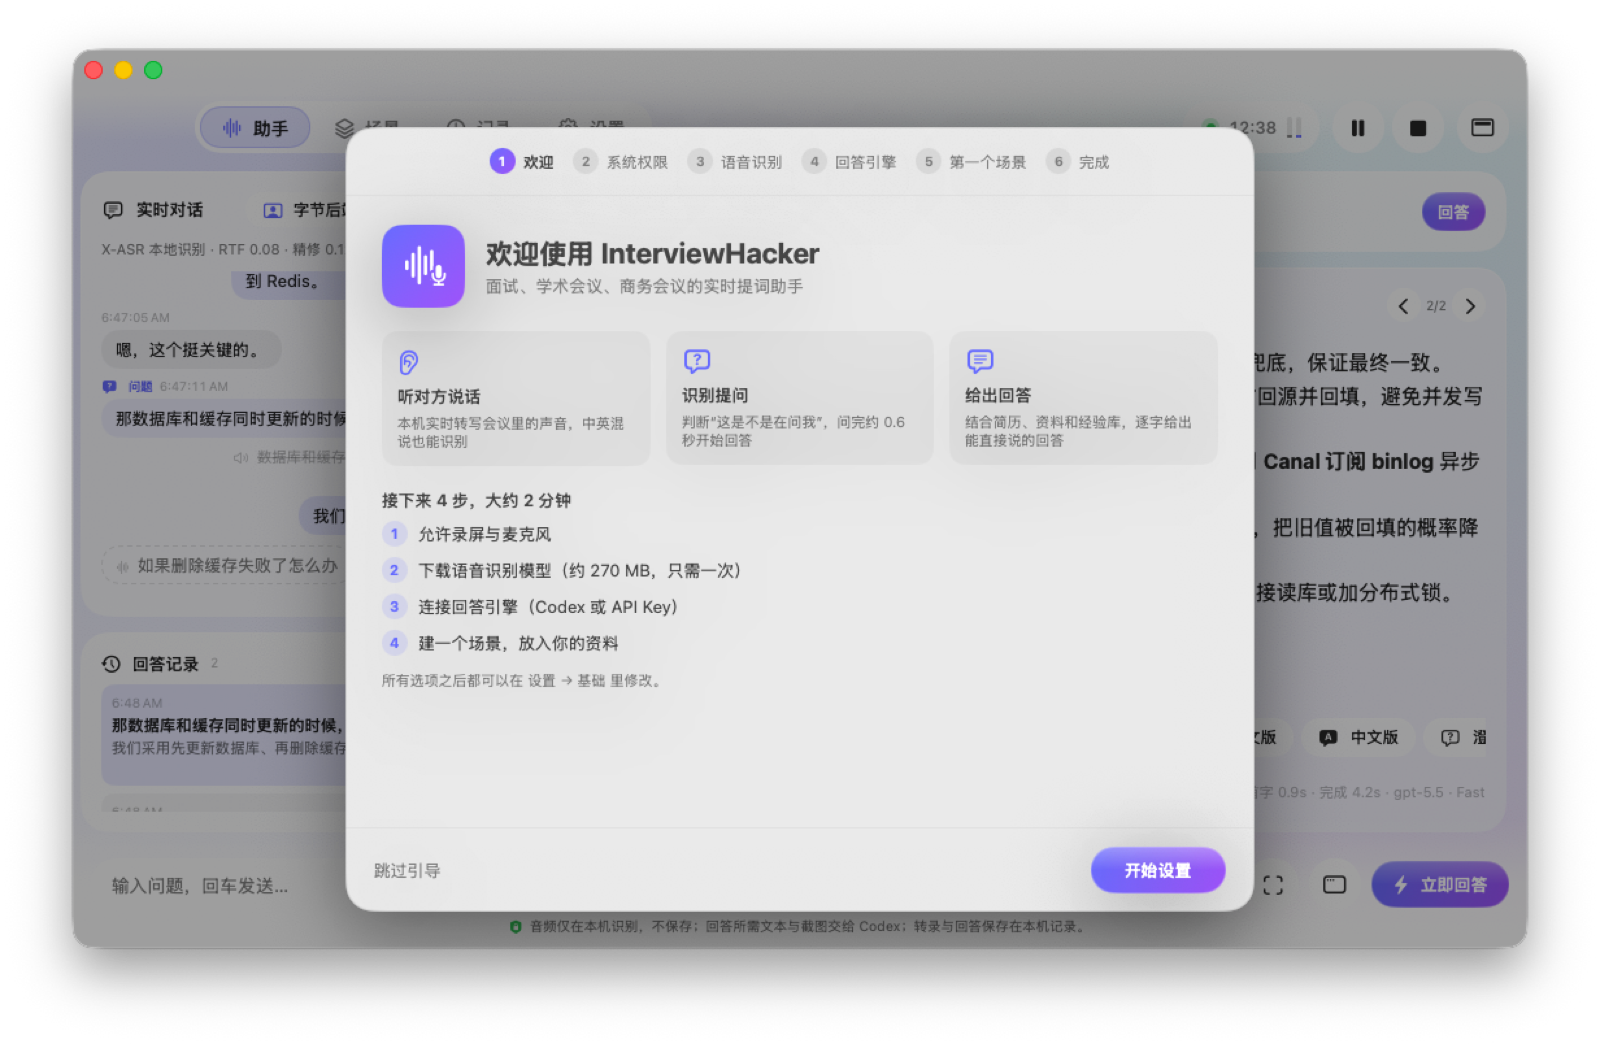 助手
12:38
1 欢迎 2 系统权限 3 语音识别 4 回答引擎 5 第一个场景 6 完成
实时对话
字节后
X-ASR 本地识别 · RTF 0.08 · 精修 0.1
到 Redis。
6:47:05 AM
嗯，这个挺关键的。
问题 6:47:11 AM
那数据库和缓存同时更新的时候
数据库和缓存
我们
如果删除缓存失败了怎么办
回答记录 2
6:48 AM
那数据库和缓存同时更新的时候，
我们采用先更新数据库、再删除缓存
6:48 AM
输入问题，回车发送...
欢迎使用 InterviewHacker
面试、学术会议、商务会议的实时提词助手
听对方说话
本机实时转写会议里的声音，中英混
说也能识别
识别提问
判断“这是不是在问我”，问完约 0.6
秒开始回答
给出回答
结合简历、资料和经验库，逐字给出
能直接说的回答
接下来 4 步，大约 2 分钟
1 允许录屏与麦克风
2 下载语音识别模型（约 270 MB，只需一次）
3 连接回答引擎（Codex 或 API Key）
4 建一个场景，放入你的资料
所有选项之后都可以在 设置 → 基础 里修改。
跳过引导
开始设置
回答
2/2
兜底，保证最终一致。
回源并回填，避免并发写
Canal 订阅 binlog 异步
，把旧值被回填的概率降
接读库或加分布式锁。
文版
中文版
字 0.9s · 完成 4.2s · gpt-5.5 · Fast
立即回答
音频仅在本机识别，不保存；回答所需文本与截图交给 Codex；转录与回答保存在本机记录。